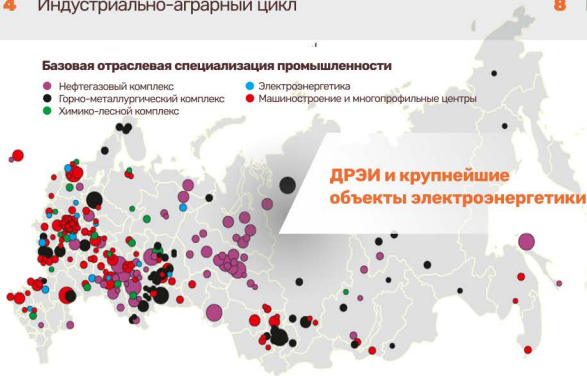 4 Индустриально-аграрный цикл
8
Базовая отраслевая специализация промышленности
Нефтегазовый комплекс
Горно-металлургический комплекс
Химико-лесной комплекс
Электроэнергетика
Машиностроение и многопрофильные центры
ДРЭИ и крупнейшие
объекты электроэнергетики